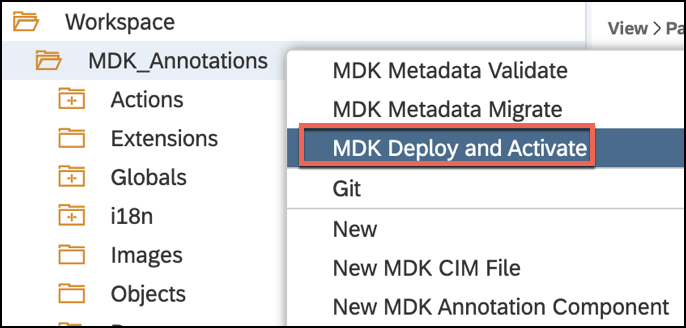 Workspace
MDK_Annotations
Actions
Extensions
Globals
i18n
Images
Objects
View > Pa
MDK Metadata Validate
MDK Metadata Migrate
MDK Deploy and Activate
Git
New
New MDK CIM File
New MDK Annotation Component